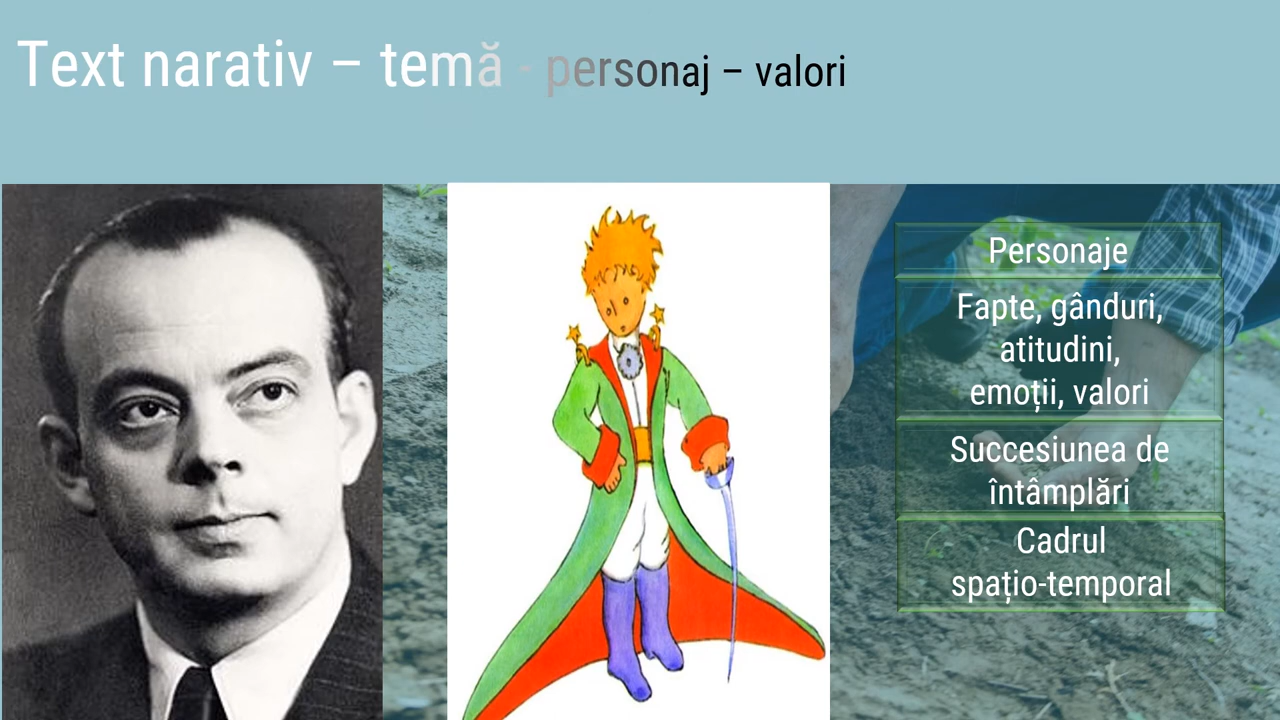 Text narativ – temă - personaj – valori
Personaje
Fapte, gânduri,
atitudini,
emoții, valori
Succesiunea de
întâmplări
Cadrul
spațio-temporal